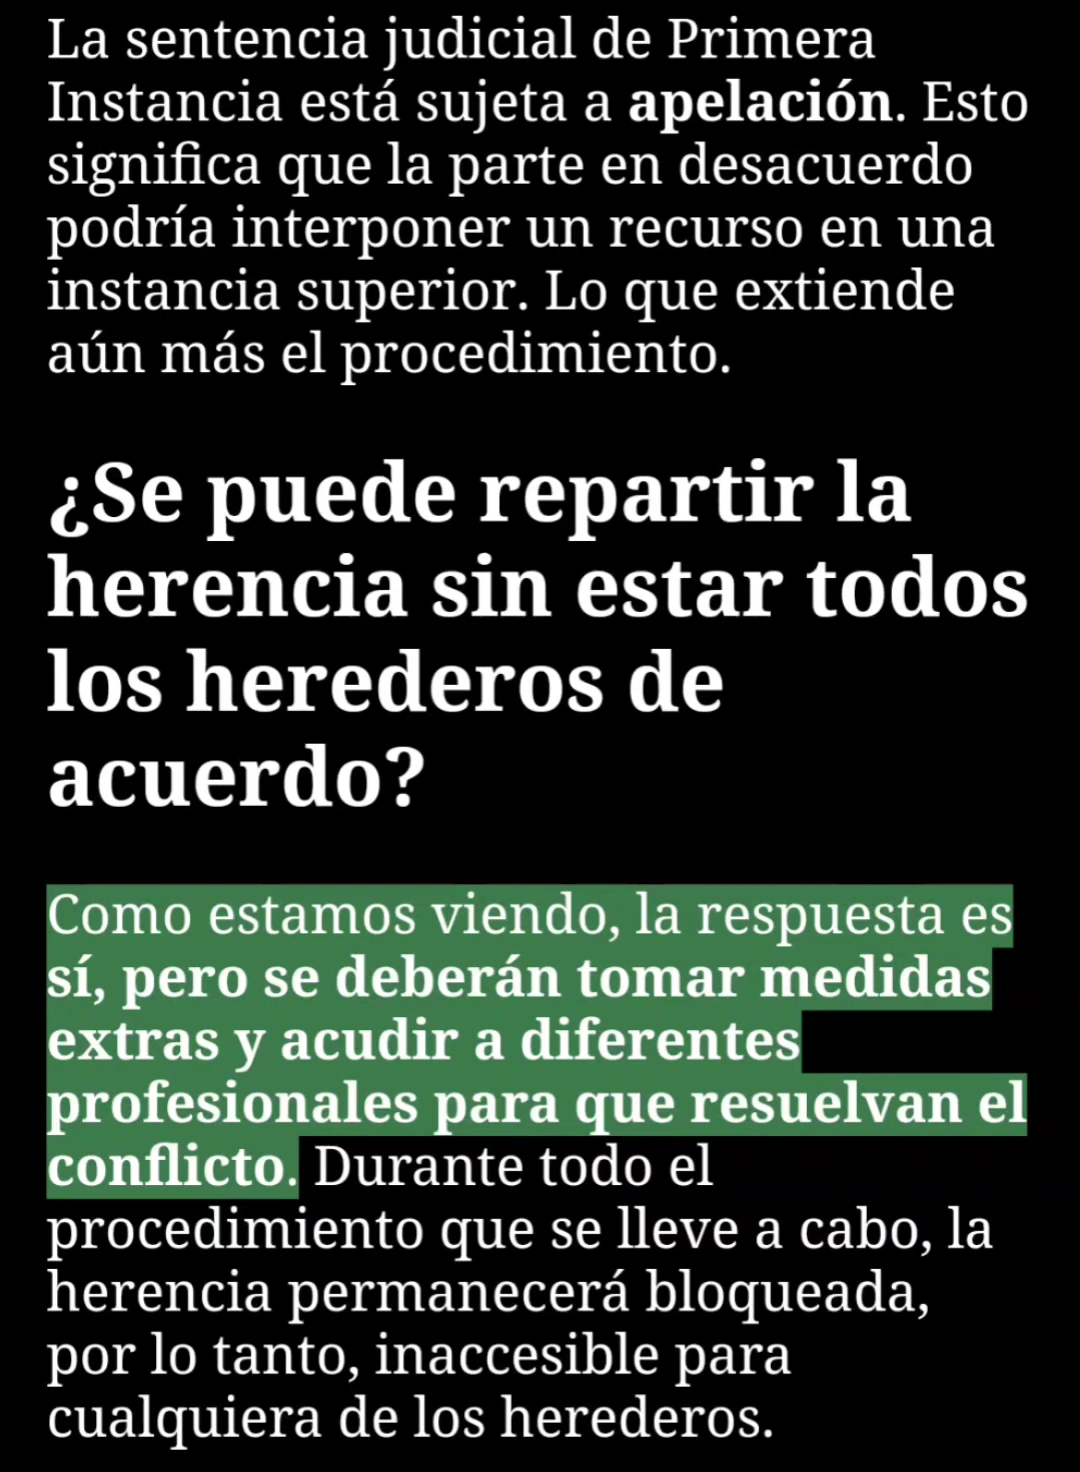 La sentencia judicial de Primera
Instancia está sujeta a apelación. Esto
significa que la parte en desacuerdo
podría interponer un recurso en una
instancia superior. Lo que extiende
aún más el procedimiento.
¿Se puede repartir la
herencia sin estar todos
los herederos de
acuerdo?
Como estamos viendo, la respuesta es
sí, pero se deberán tomar medidas
extras y acudir a diferentes
profesionales para que resuelvan el
conflicto. Durante todo el
procedimiento que se lleve a cabo, la
herencia permanecerá bloqueada,
por lo tanto, inaccesible para
cualquiera de los herederos.